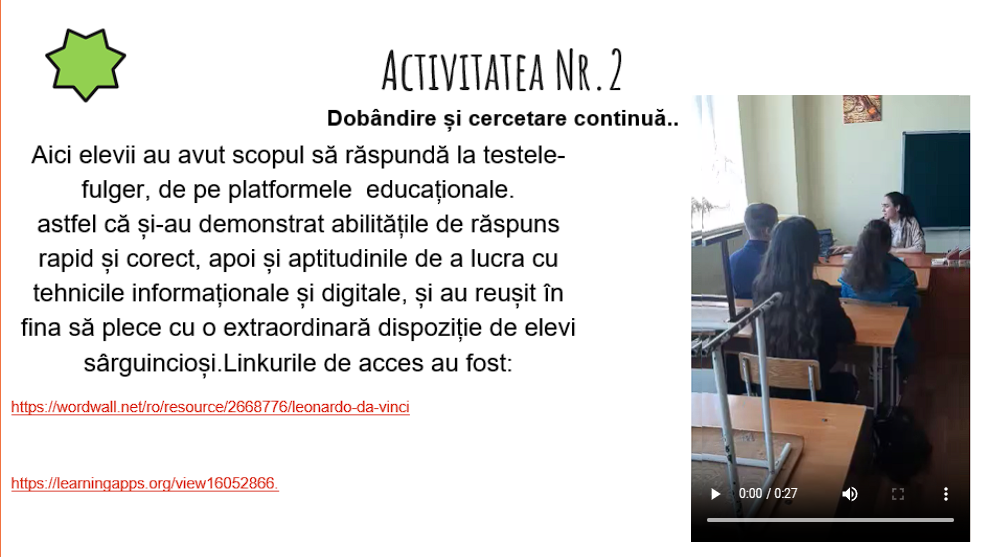 Activitatea Nr.2
Dobândire și cercetare continuă..
Aici elevii au avut scopul să răspundă la testele-
fulger, de pe platformele educaționale.
astfel că și-au demonstrat abilitățile de răspuns
rapid și corect, apoi și aptitudinile de a lucra cu
tehnicile informaționale și digitale, și au reușit în
fina să plece cu o extraordinară dispoziție de elevi
sârguincioși.Linkurile de acces au fost:
https://wordwall.net/ro/resource/2668776/leonardo-da-vinci
https://learningapps.org/view16052866.
0:00 / 0:27